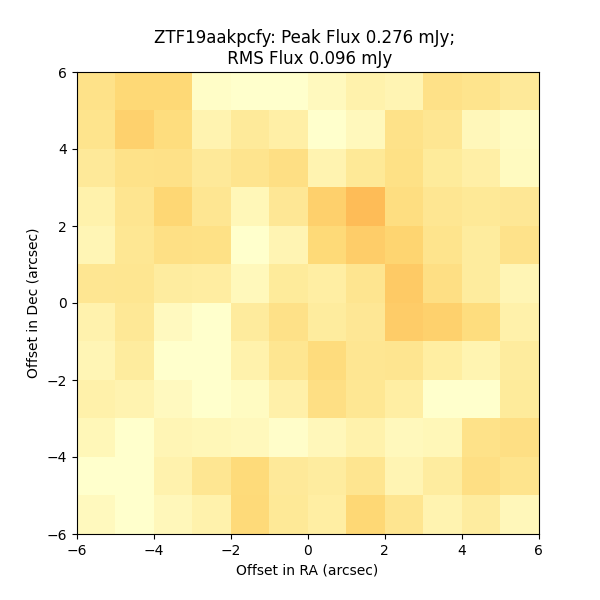 ZTF19aakpcfy: Peak Flux 0.276 mJy;
RMS Flux 0.096 mJy
6
4
2
0
−2
−4
−6
Offset in Dec (arcsec)
−6 −4 −2 0 2 4 6
Offset in RA (arcsec)